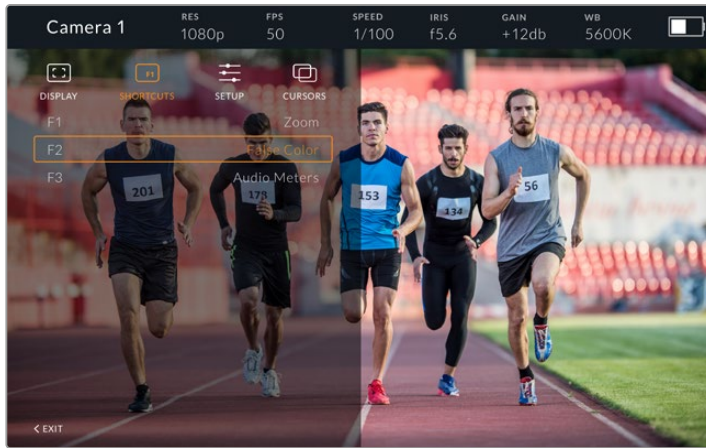 Camera 1
RES FPS SPEED IRIS GAIN WB
1080p 50 1/100 f5.6 +12db 5600K
F1
DISPLAY SHORTCUTS SETUP CURSORS
F1 Zoom
F2 False Color
F3 Audio Meters
201 178 153 134 56
EXIT